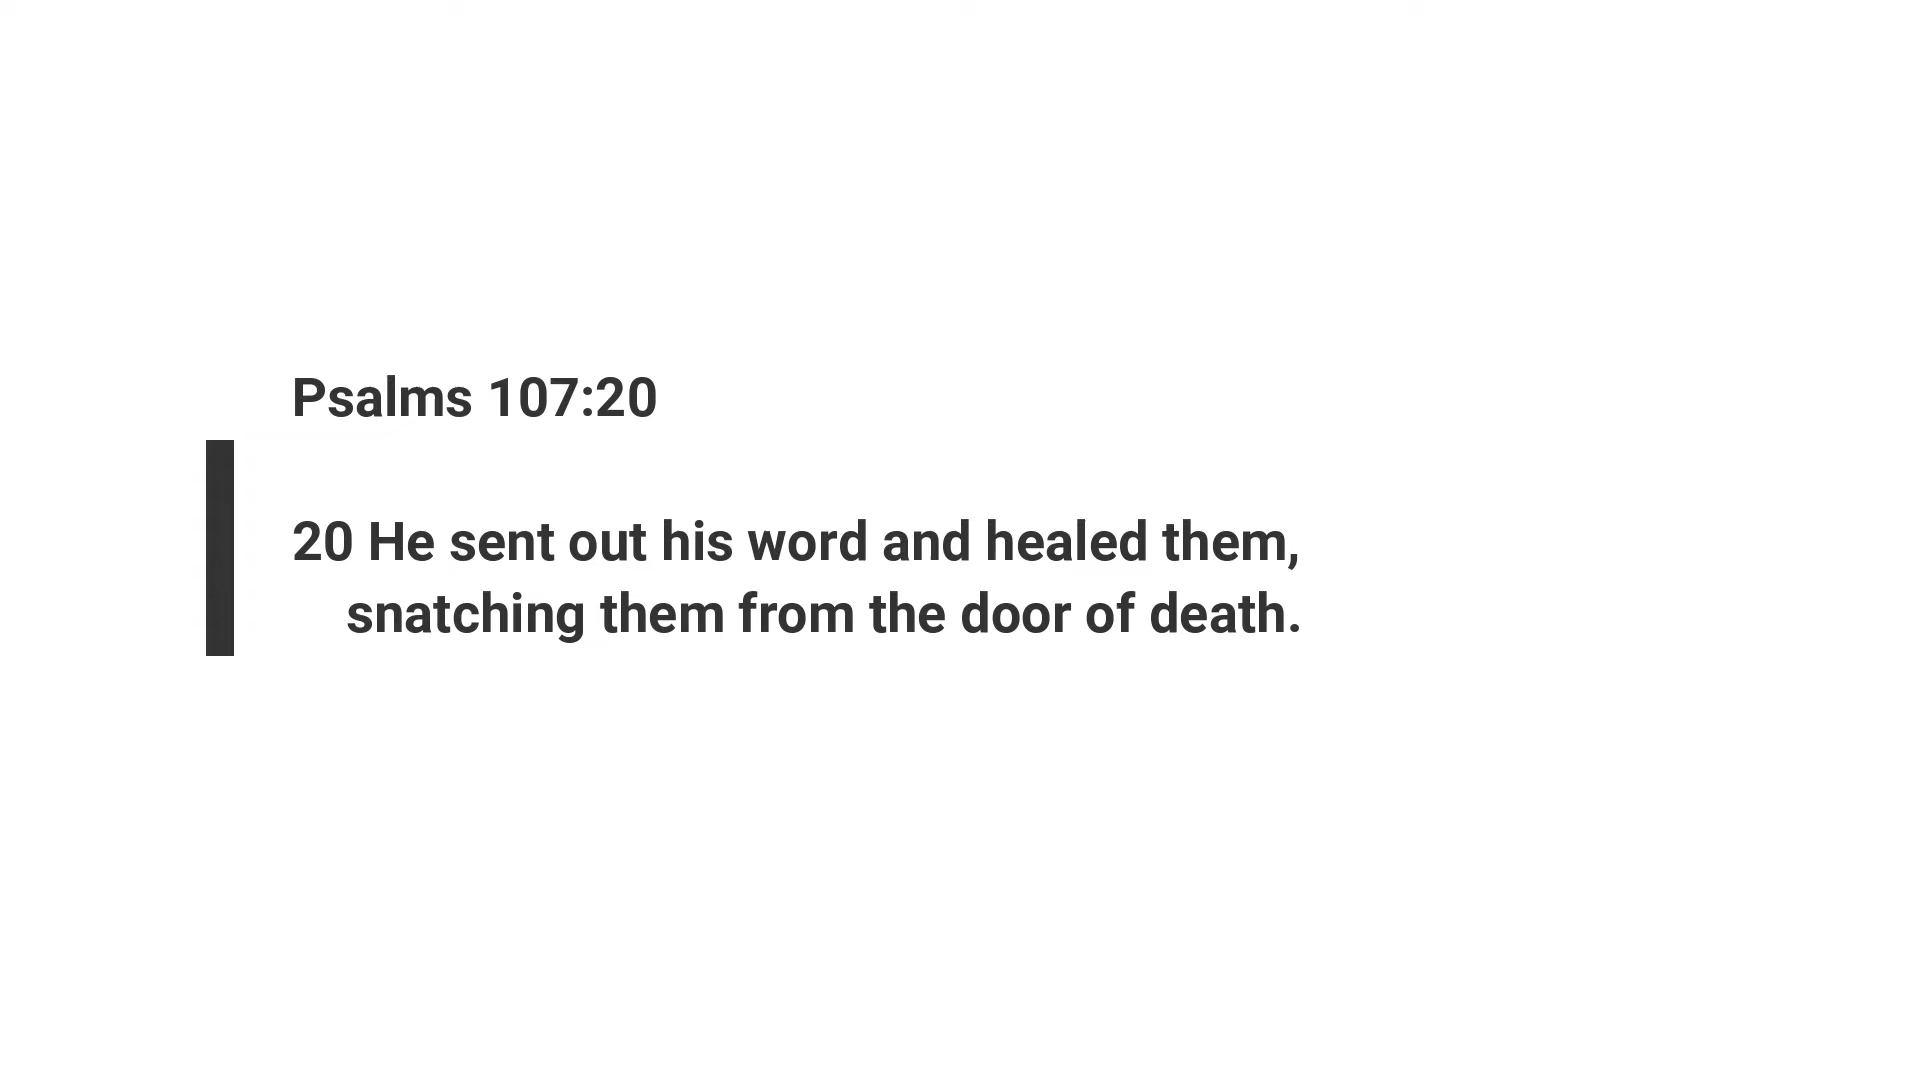 Psalms 107:20
20 He sent out his word and healed them,
snatching them from the door of death.